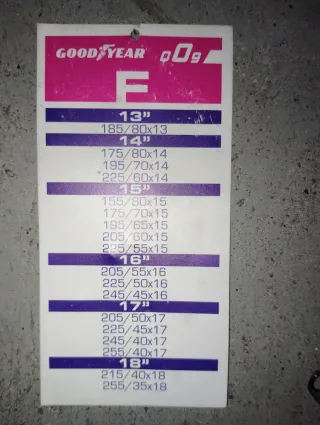 GOODYEAR 00g
F
13"
185/80x13
14"
175/80x14
195/70x14
225/60x14
15"
155/80x15
175/70x15
195/65x15
205/60x15
225/55x15
16"
205/55x16
225/50x16
245/45x16
17"
205/50x17
225/45x17
245/40x17
255/40x17
18"
215/40x18
255/35x18